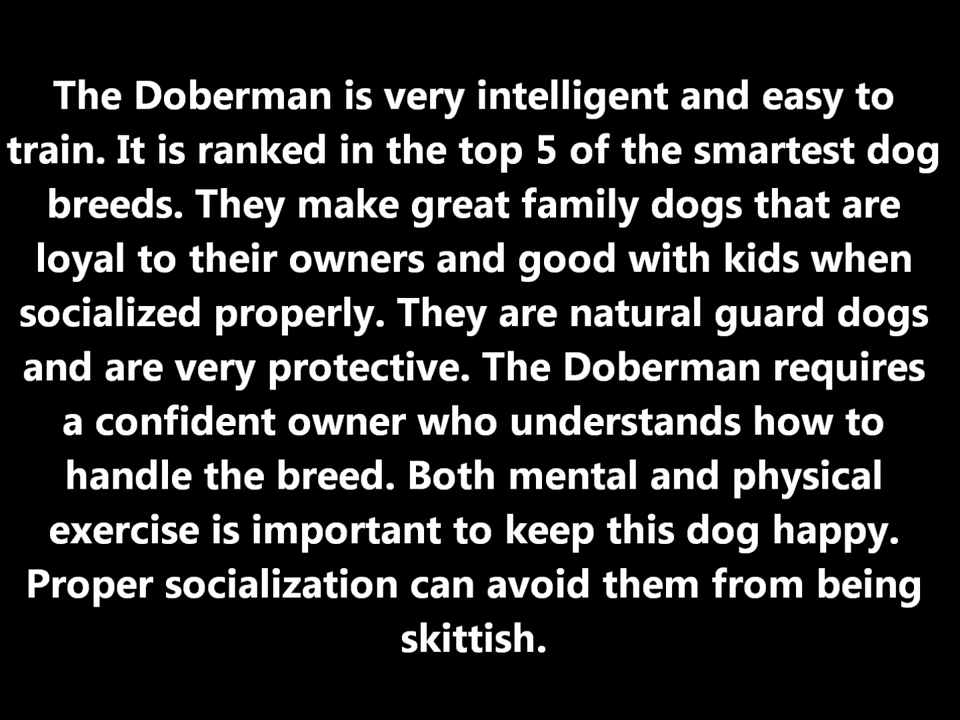 The Doberman is very intelligent and easy to
train. It is ranked in the top 5 of the smartest dog
breeds. They make great family dogs that are
loyal to their owners and good with kids when
socialized properly. They are natural guard dogs
and are very protective. The Doberman requires
a confident owner who understands how to
handle the breed. Both mental and physical
exercise is important to keep this dog happy.
Proper socialization can avoid them from being
skittish.